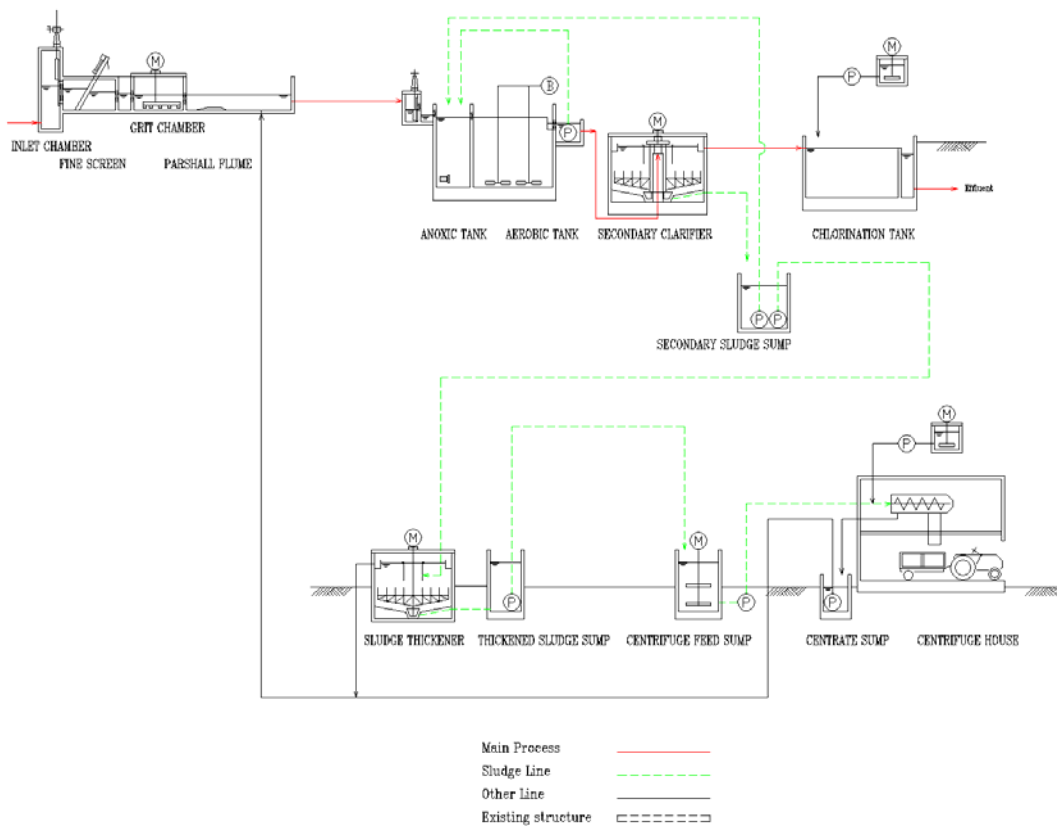 M
M
P
GRIT CHAMBER
INLET CHAMBER
FINE SCREEN
PARSHALL FLUME
B
P
M
Effluent
ANOXIC TANK
AEROBIC TANK
SECONDARY CLARIFIER
CHLORINATION TANK
P
P
SECONDARY SLUDGE SUMP
M
P
M
M
P
P
P
SLUDGE THICKENER
THICKENED SLUDGE SUMP
CENTRIFUGE FEED SUMP
CENTRATE SUMP
CENTRIFUGE HOUSE
Main Process
Sludge Line
Other Line
Existing structure